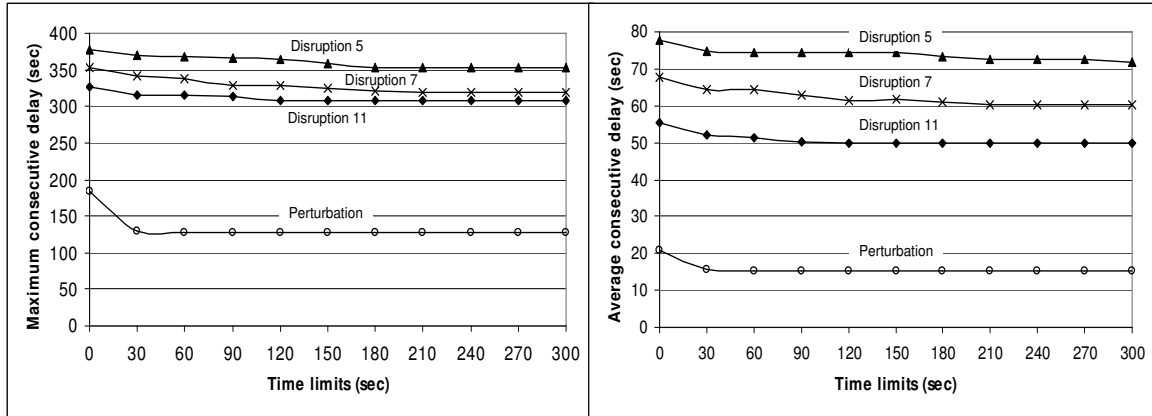 Maximum consecutive delay (sec)
400
350
300
250
200
150
100
50
0
Disruption 5
Disruption 7
Disruption 11
Perturbation
0 30 60 90 120 150 180 210 240 270 300
Time limits (sec)
Average consecutive delay (sec)
80
70
60
50
40
30
20
10
0
Disruption 5
Disruption 7
Disruption 11
Perturbation
0 30 60 90 120 150 180 210 240 270 300
Time limits (sec)